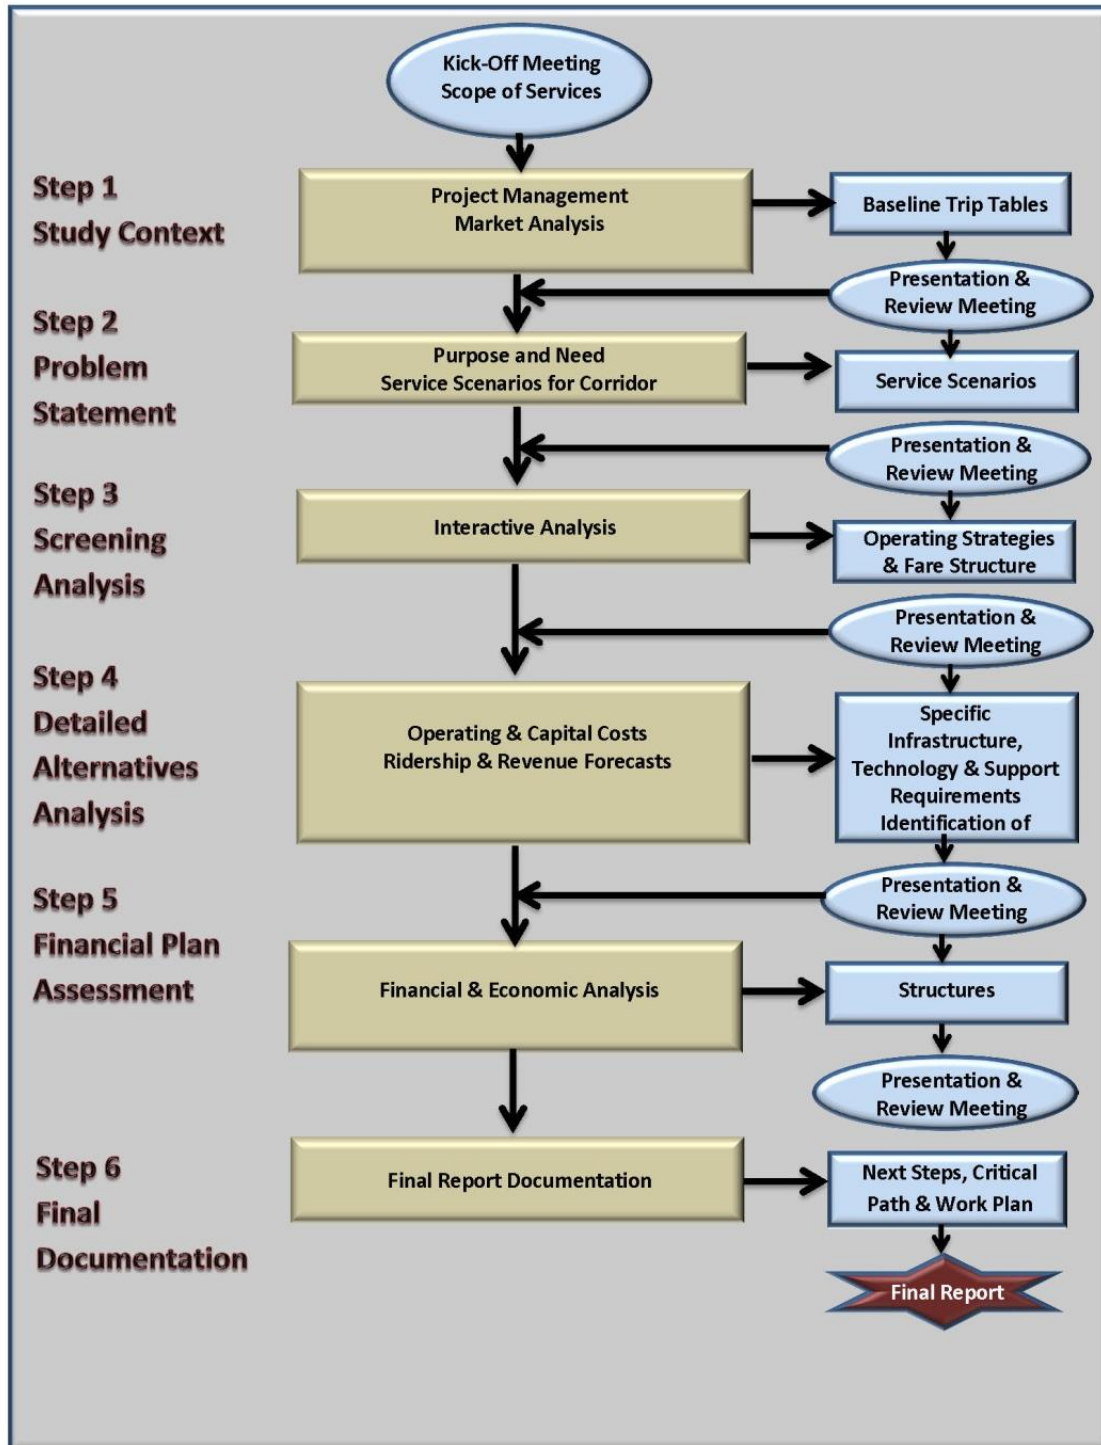 Kick-Off Meeting
Scope of Services
Step 1
Study Context
Project Management
Market Analysis
Baseline Trip Tables
Presentation &
Review Meeting
Step 2
Problem
Statement
Purpose and Need
Service Scenarios for Corridor
Service Scenarios
Presentation &
Review Meeting
Step 3
Screening
Analysis
Interactive Analysis
Operating Strategies
& Fare Structure
Presentation &
Review Meeting
Step 4
Detailed
Alternatives
Analysis
Operating & Capital Costs
Ridership & Revenue Forecasts
Specific
Infrastructure,
Technology & Support
Requirements
Identification of
Presentation &
Review Meeting
Step 5
Financial Plan
Assessment
Financial & Economic Analysis
Structures
Presentation &
Review Meeting
Step 6
Final
Documentation
Final Report Documentation
Next Steps, Critical
Path & Work Plan
Final Report